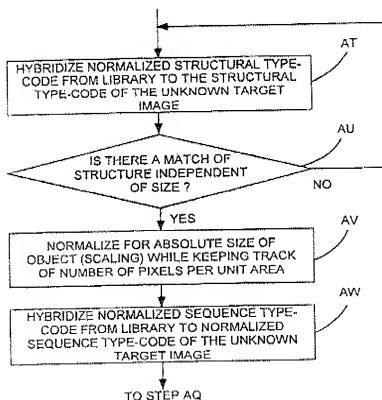 AT
HYBRIDIZE NORMALIZED STRUCTURAL TYPE-
CODE FROM LIBRARY TO THE STRUCTURAL
TYPE-CODE OF THE UNKNOWN TARGET
IMAGE
AU
IS THERE A MATCH OF
STRUCTURE INDEPENDENT
OF SIZE ?
NO
YES
AV
NORMALIZE FOR ABSOLUTE SIZE OF
OBJECT (SCALING) WHILE KEEPING TRACK
OF NUMBER OF PIXELS PER UNIT AREA
AW
HYBRIDIZE NORMALIZED SEQUENCE TYPE-
CODE FROM LIBRARY TO NORMALIZED
SEQUENCE TYPE-CODE OF THE UNKNOWN
TARGET IMAGE
TO STEP AQ